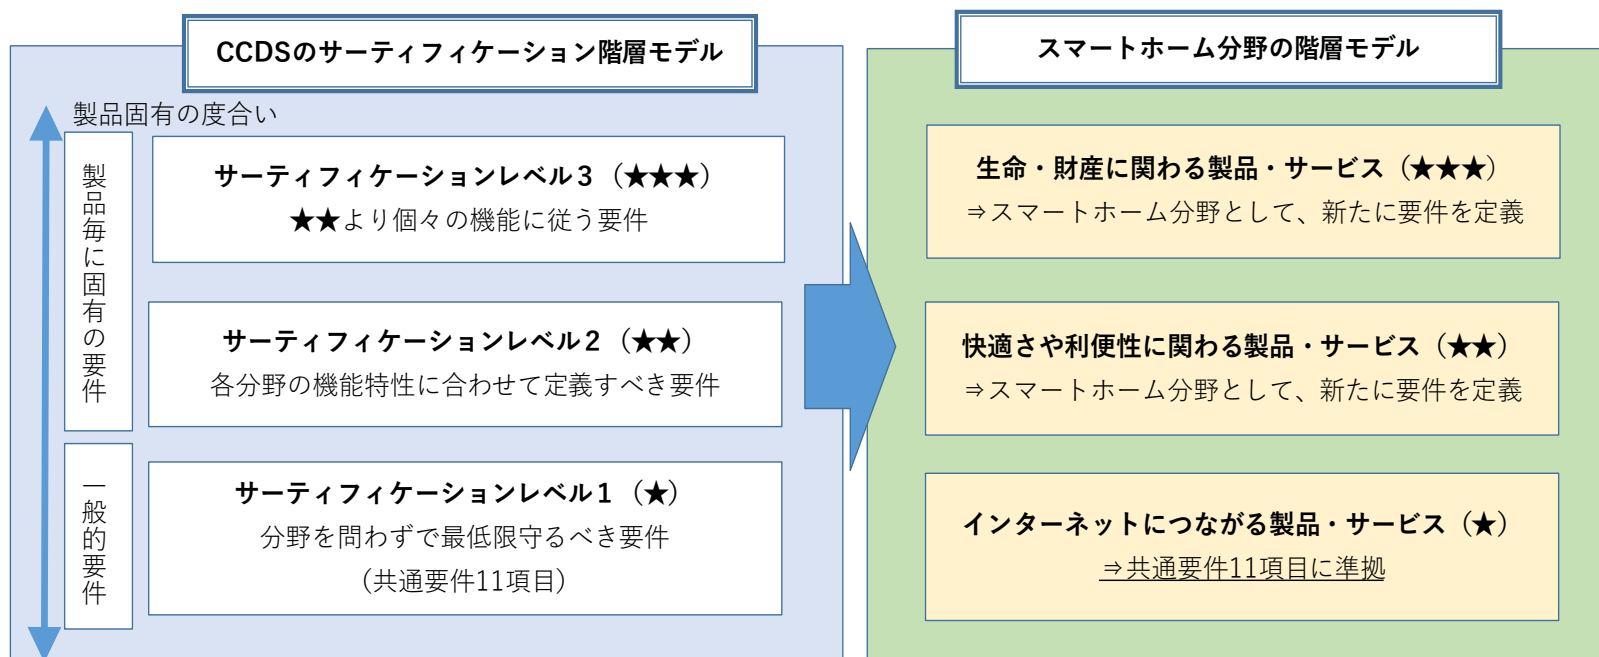 CCDSのサーティフィケーション階層モデル
製品固有の度合い
製品毎に固有の要件
サーティフィケーションレベル3（★★★）
★★より個々の機能に従う要件
サーティフィケーションレベル2（★★）
各分野の機能特性に合わせて定義すべき要件
一般的要件
サーティフィケーションレベル1（★）
分野を問わずで最低限守るべき要件
(共通要件11項目)
スマートホーム分野の階層モデル
生命・財産に関わる製品・サービス（★★★）
⇒スマートホーム分野として、新たに要件を定義
快適さや利便性に関わる製品・サービス（★★）
⇒スマートホーム分野として、新たに要件を定義
インターネットにつながる製品・サービス（★）
⇒共通要件11項目に準拠